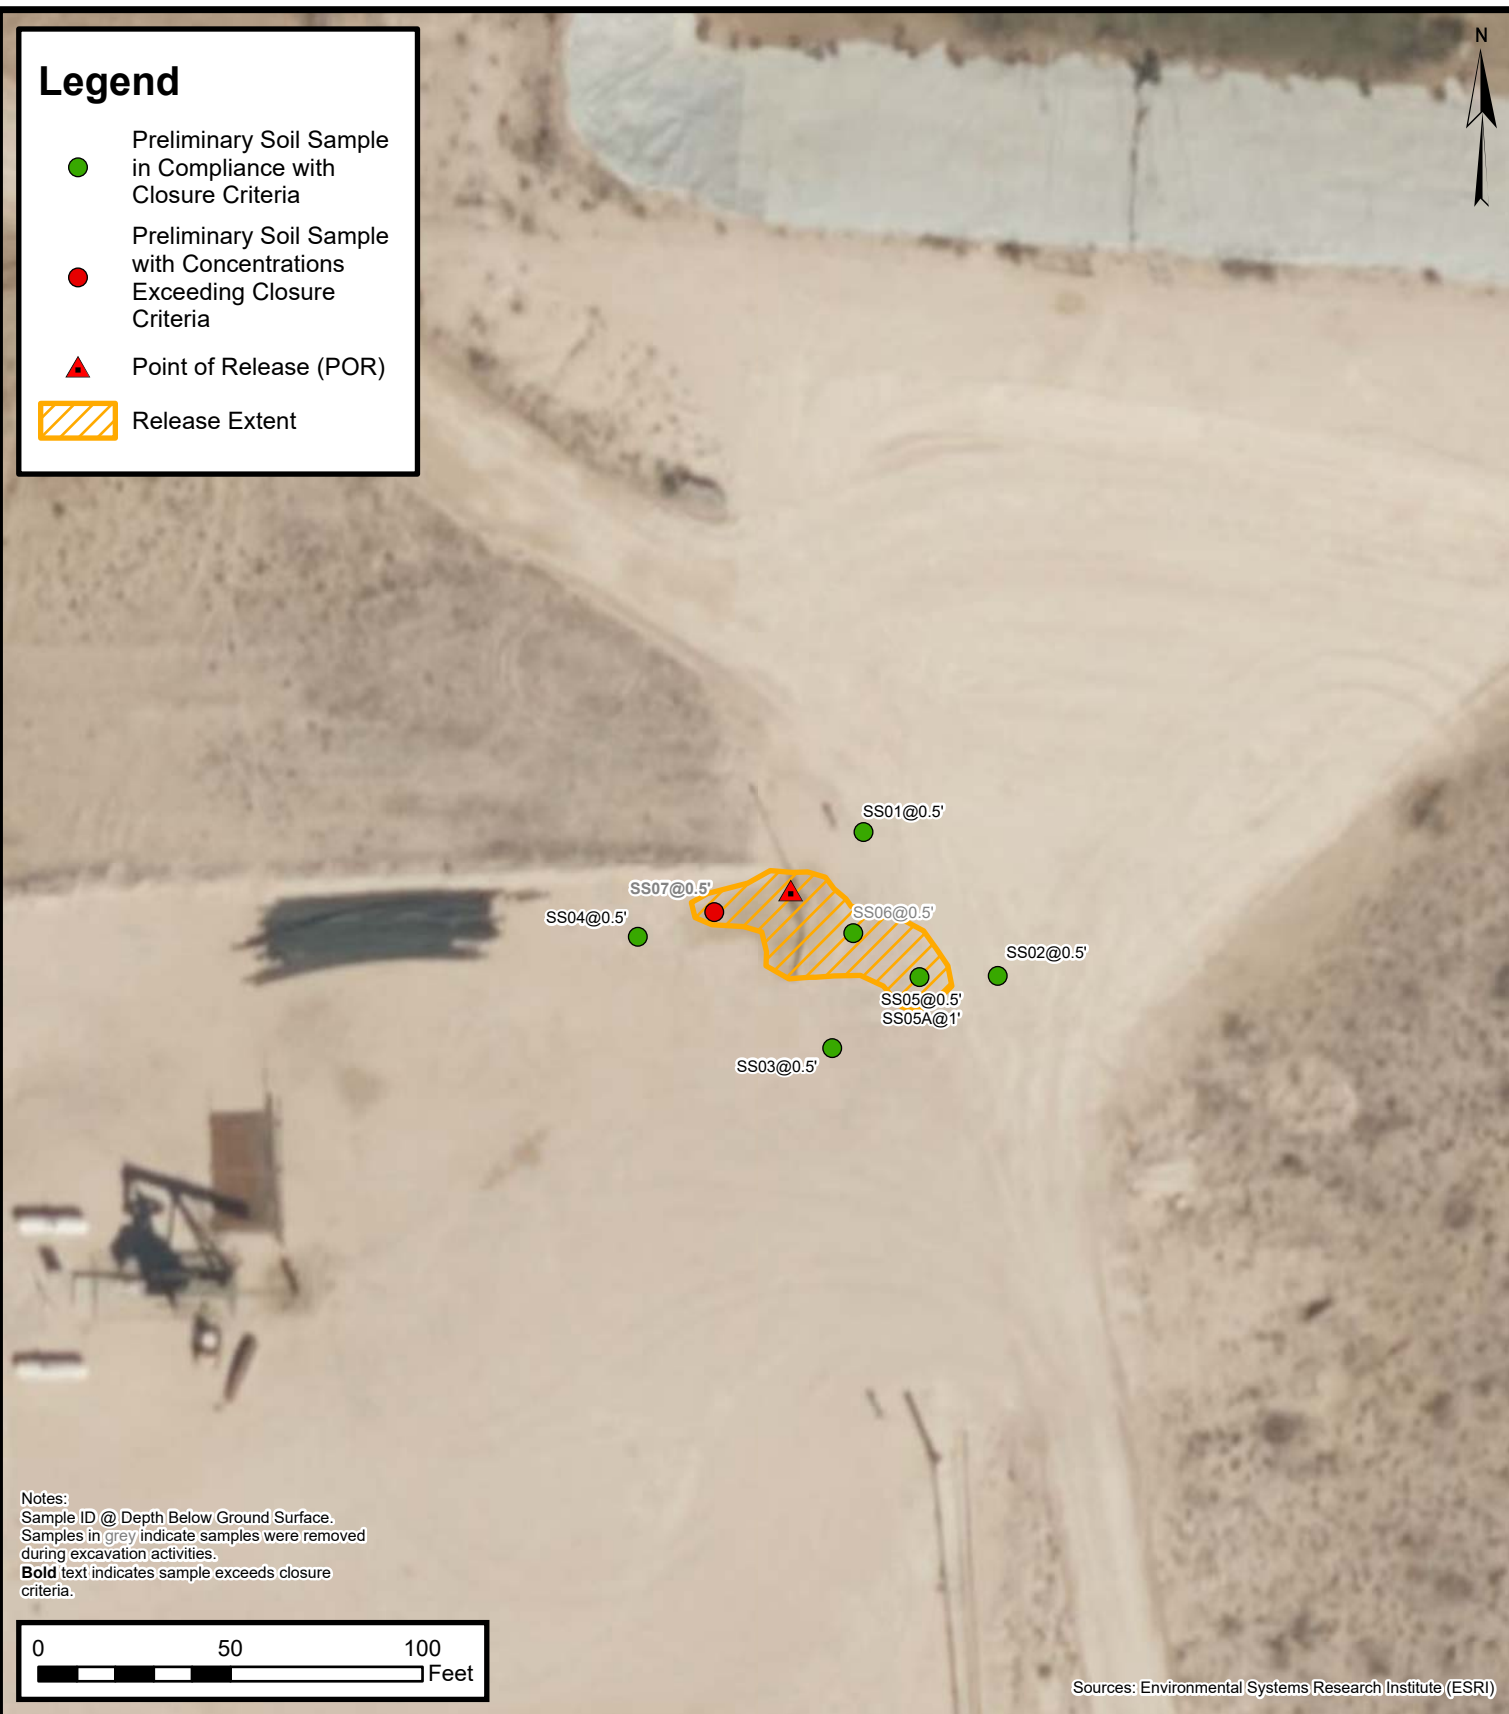 Legend
Preliminary Soil Sample
in Compliance with
Closure Criteria
Preliminary Soil Sample
with Concentrations
Exceeding Closure
Criteria
Point of Release (POR)
Release Extent
N
SS01@0.5'
SS07@0.5'
SS06@0.5'
SS04@0.5'
SS02@0.5'
SS05@0.5'
SS05A@1'
SS03@0.5'
Notes:
Sample ID @ Depth Below Ground Surface.
Samples in grey indicate samples were removed
during excavation activities.
Bold text indicates sample exceeds closure
criteria.
0 50 100
Feet
Sources: Environmental Systems Research Institute (ESRI)